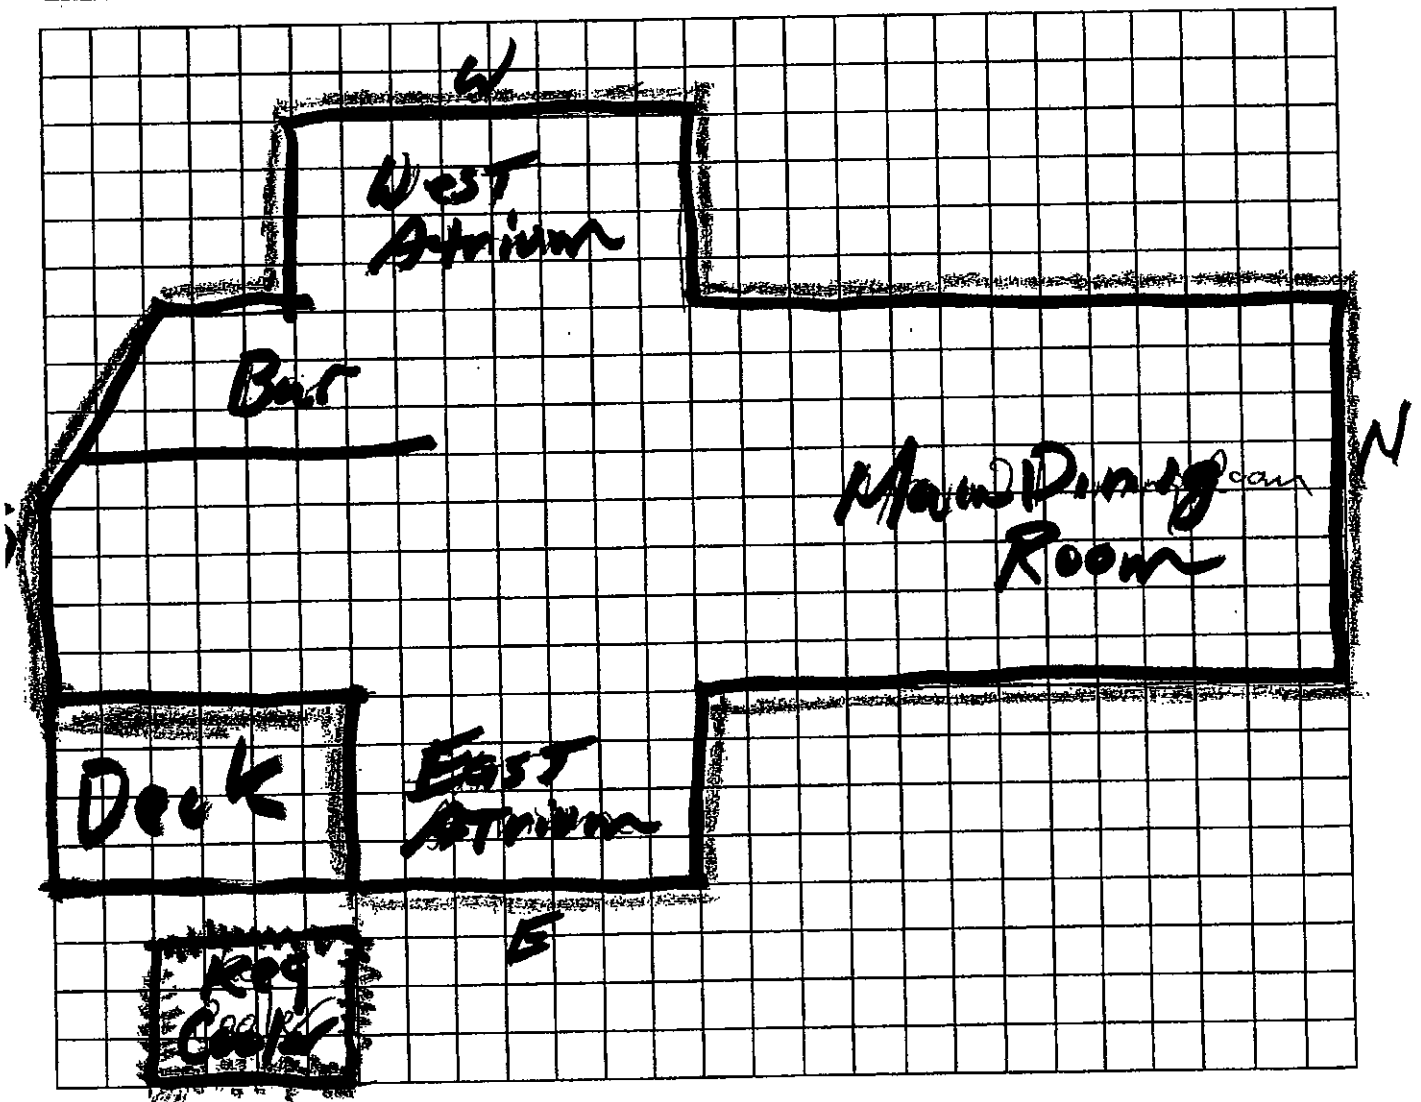 W
West
Atrium
Bar
N
Main Dining
Room
Deck
East
Atrium
E
Keg
Cooler